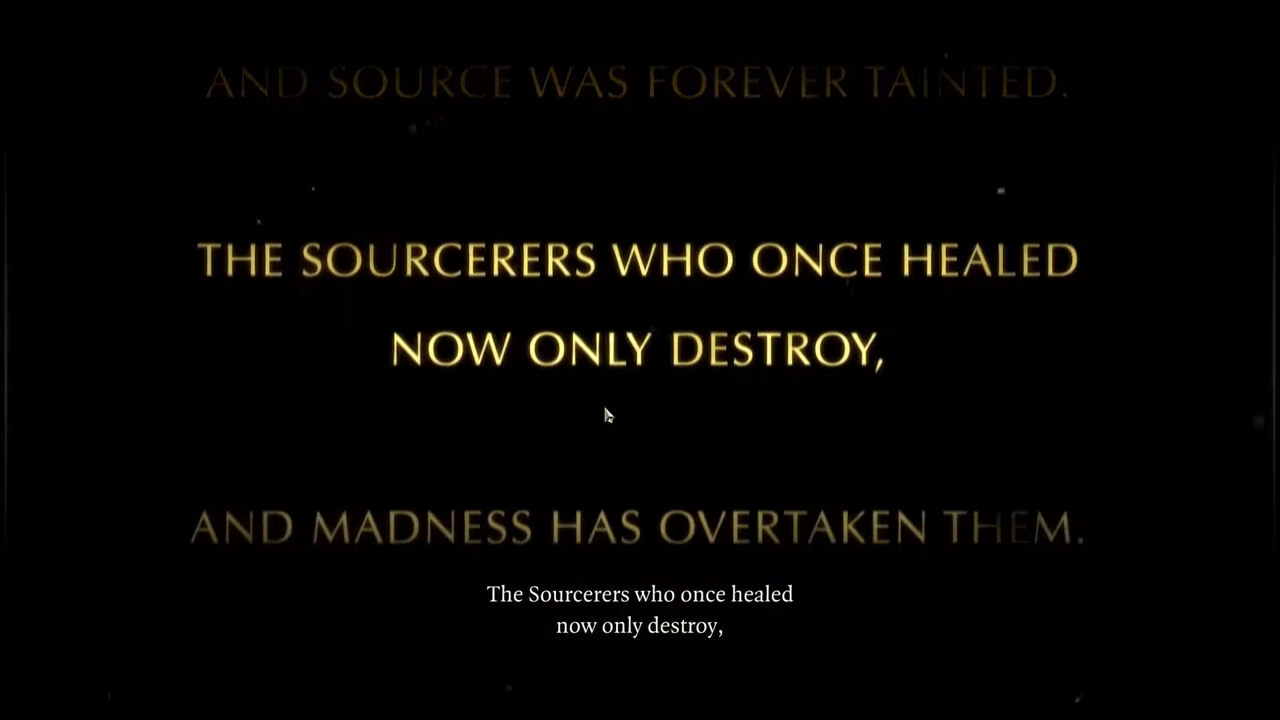 AND SOURCE WAS FOREVER TAINTED.
THE SOURCERERS WHO ONCE HEALED
NOW ONLY DESTROY,
AND MADNESS HAS OVERTAKEN THEM.
The Sourcerers who once healed
now only destroy,